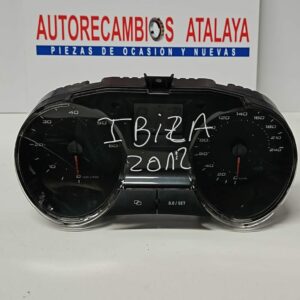 AUTORECAMBIOS ATALAYA
PIEZAS DE OCASIÓN Y NUEVAS
IBIZA
2012
0.0 / SET